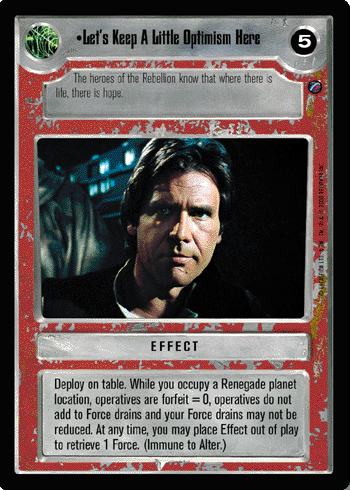 •Let's Keep A Little Optimism Here
5
The heroes of the Rebellion know that where there is
life, there is hope.
EFFECT
Deploy on table. While you occupy a Renegade planet
location, operatives are forfeit = 0, operatives do
not add to Force drains and your Force drains may not be
reduced. At any time, you may place Effect out of play
to retrieve 1 Force. (Immune to Alter.)